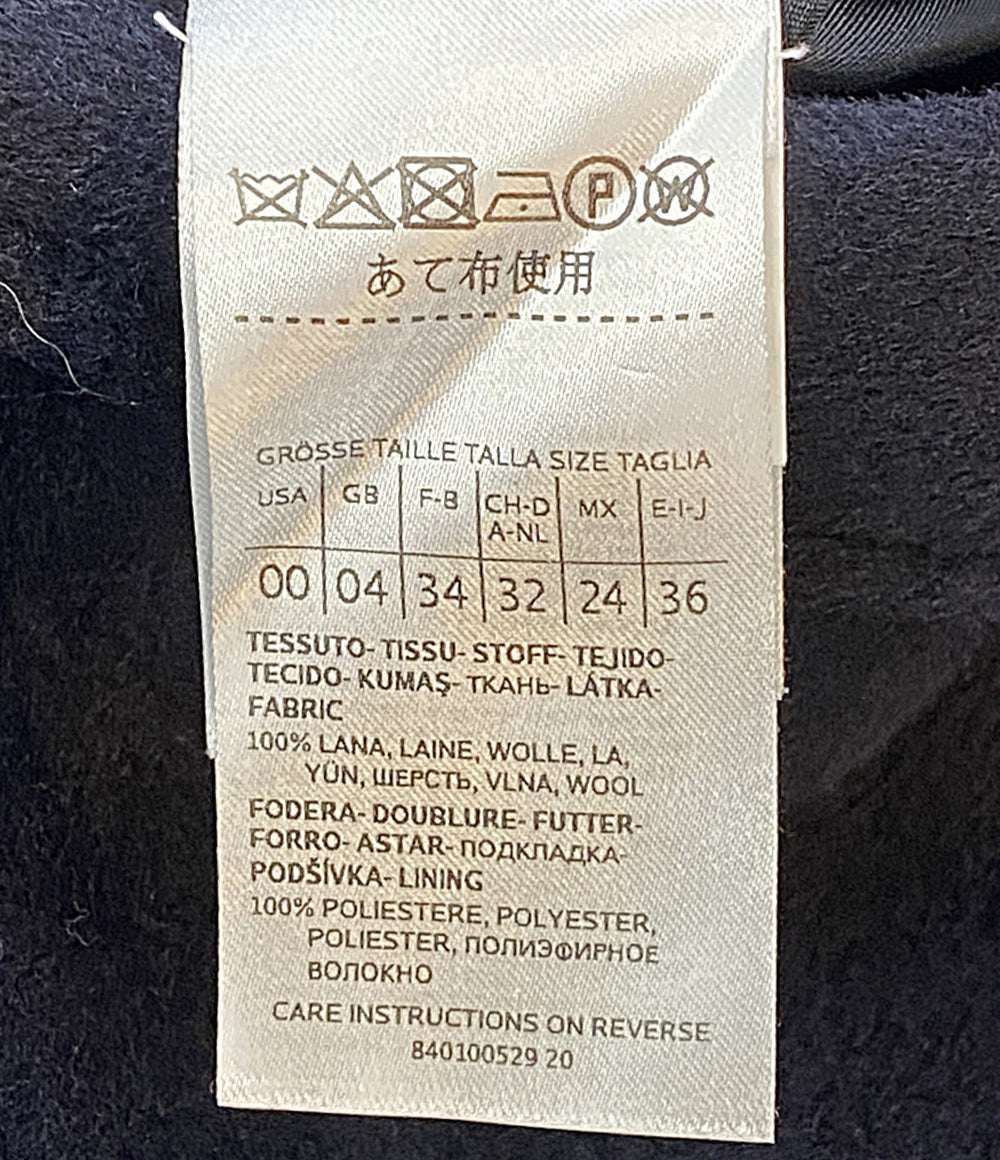 P W
あて布使用
GRÖSSE TAILLE TALLA SIZE TAGLIA
USA GB F-B CH-D A-NL MX E-I-J
00 04 34 32 24 36
TESSUTO- TISSU- STOFF- TEJIDO-
TECIDO- KUMAŞ- ТКАНЬ- LÁTKA-
FABRIC
100% LANA, LAINE, WOLLE, LA,
YÜN, ШЕРСТЬ, VLNA, WOOL
FODERA- DOUBLURE- FUTTER-
FORRO- ASTAR- ПОДКЛАДКА-
PODŠÍVKA- LINING
100% POLIESTERE, POLYESTER,
POLIESTER, ПОЛИЭФИРНОЕ
ВОЛОКНО
CARE INSTRUCTIONS ON REVERSE
840100529 20